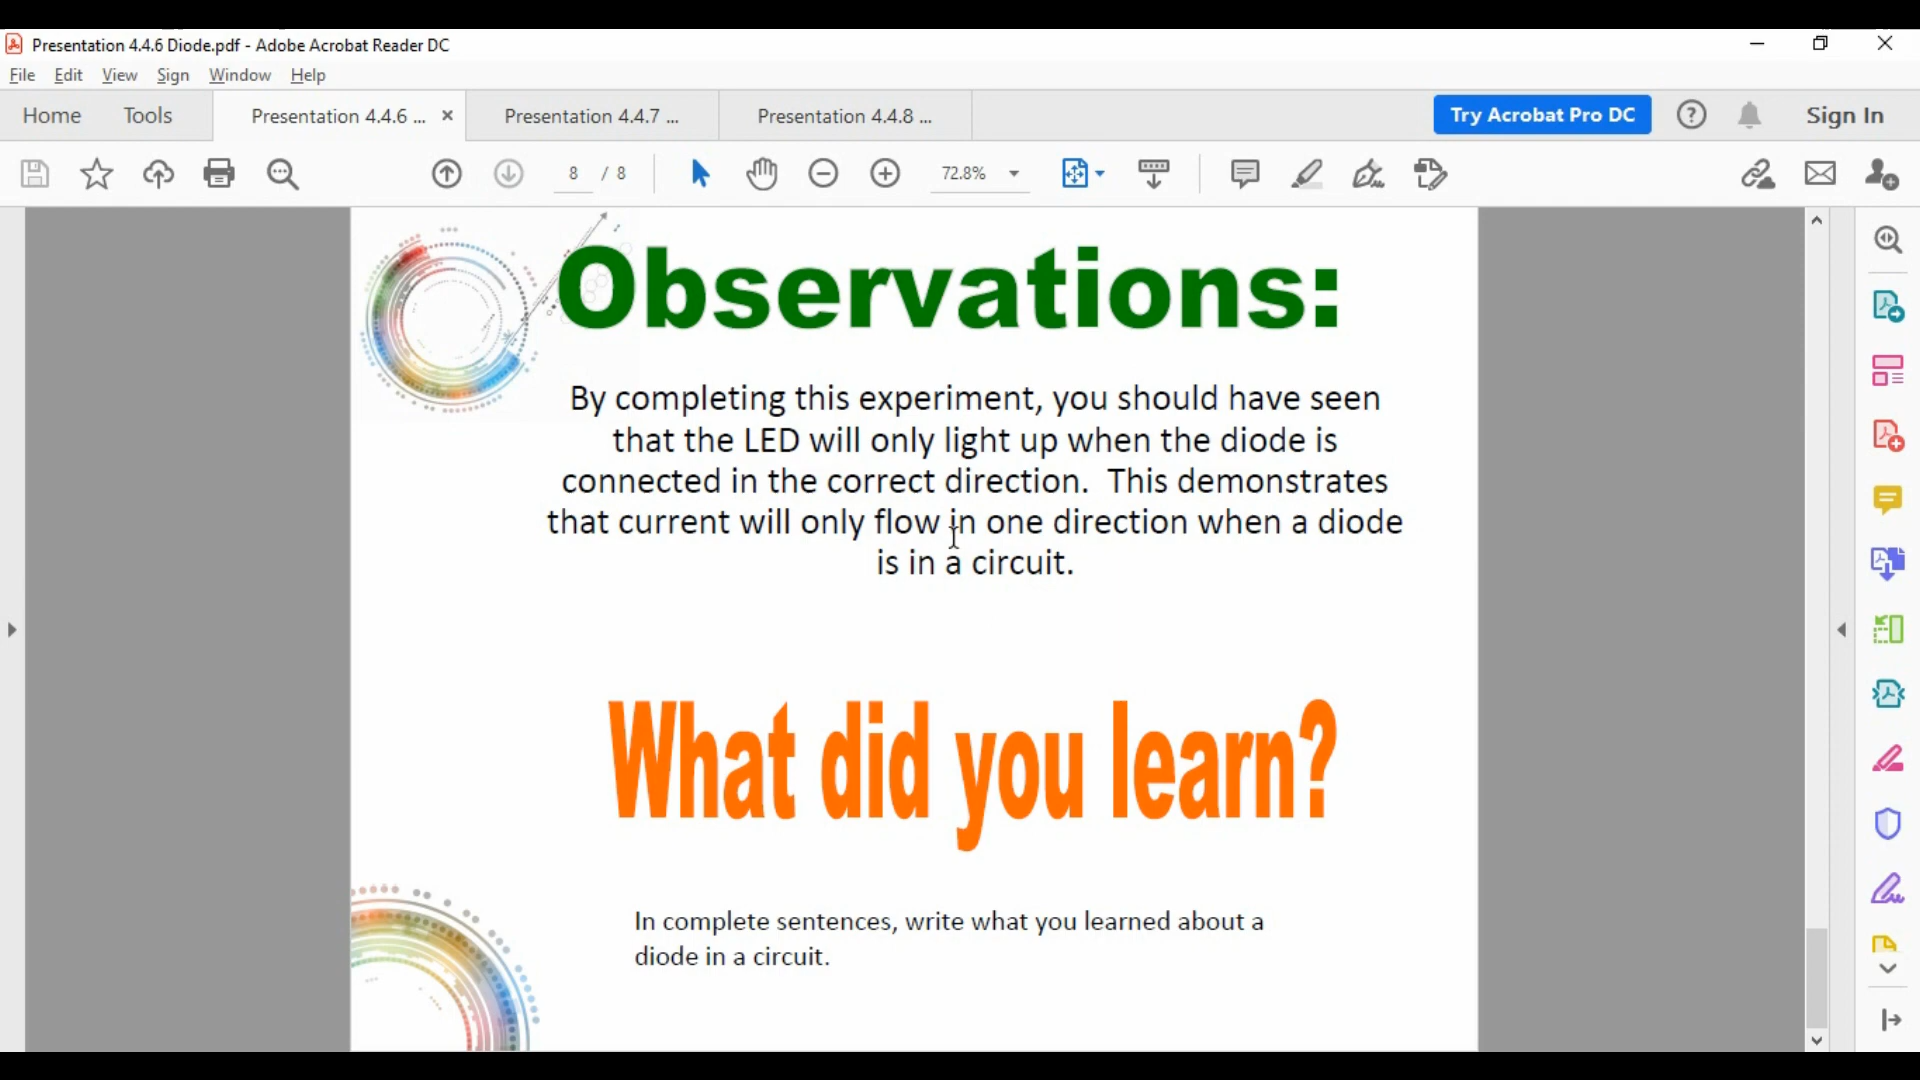 Presentation 4.4.6 Diode.pdf - Adobe Acrobat Reader DC
File Edit View Sign Window Help
Home Tools Presentation 4.4.6 ... Presentation 4.4.7 ... Presentation 4.4.8 ... Try Acrobat Pro DC Sign In
8 / 8 72.8%
Observations:
By completing this experiment, you should have seen
that the LED will only light up when the diode is
connected in the correct direction. This demonstrates
that current will only flow in one direction when a diode
is in a circuit.
What did you learn?
In complete sentences, write what you learned about a
diode in a circuit.